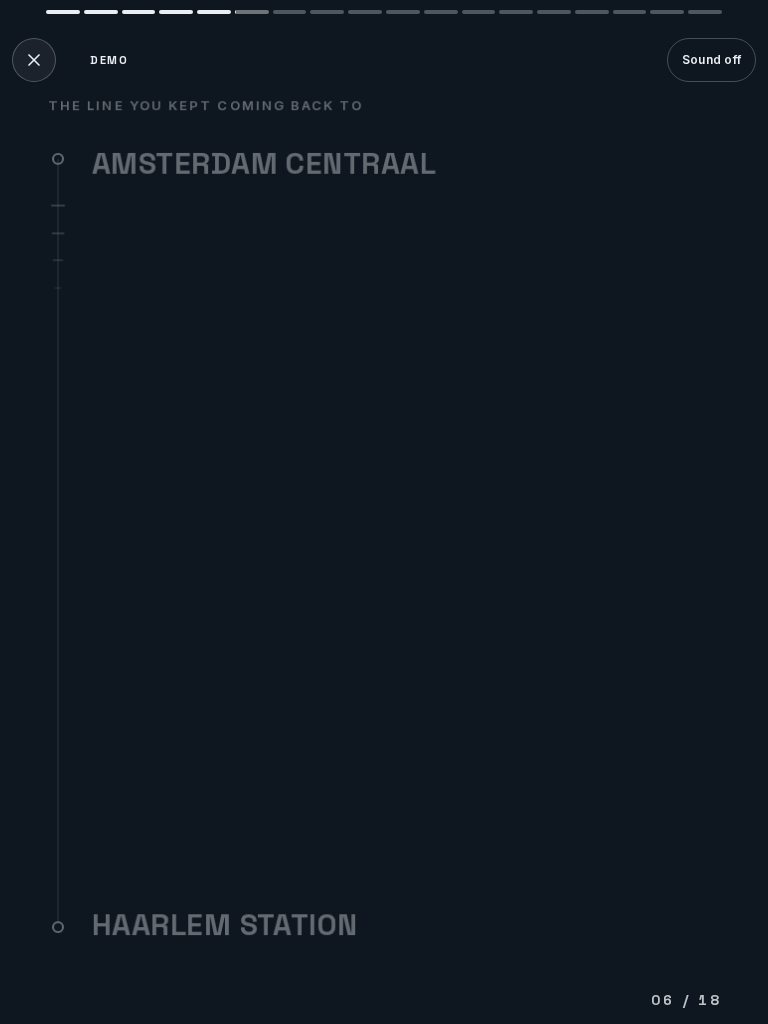 DEMO
Sound off
THE LINE YOU KEPT COMING BACK TO
AMSTERDAM CENTRAAL
HAARLEM STATION
06 / 18